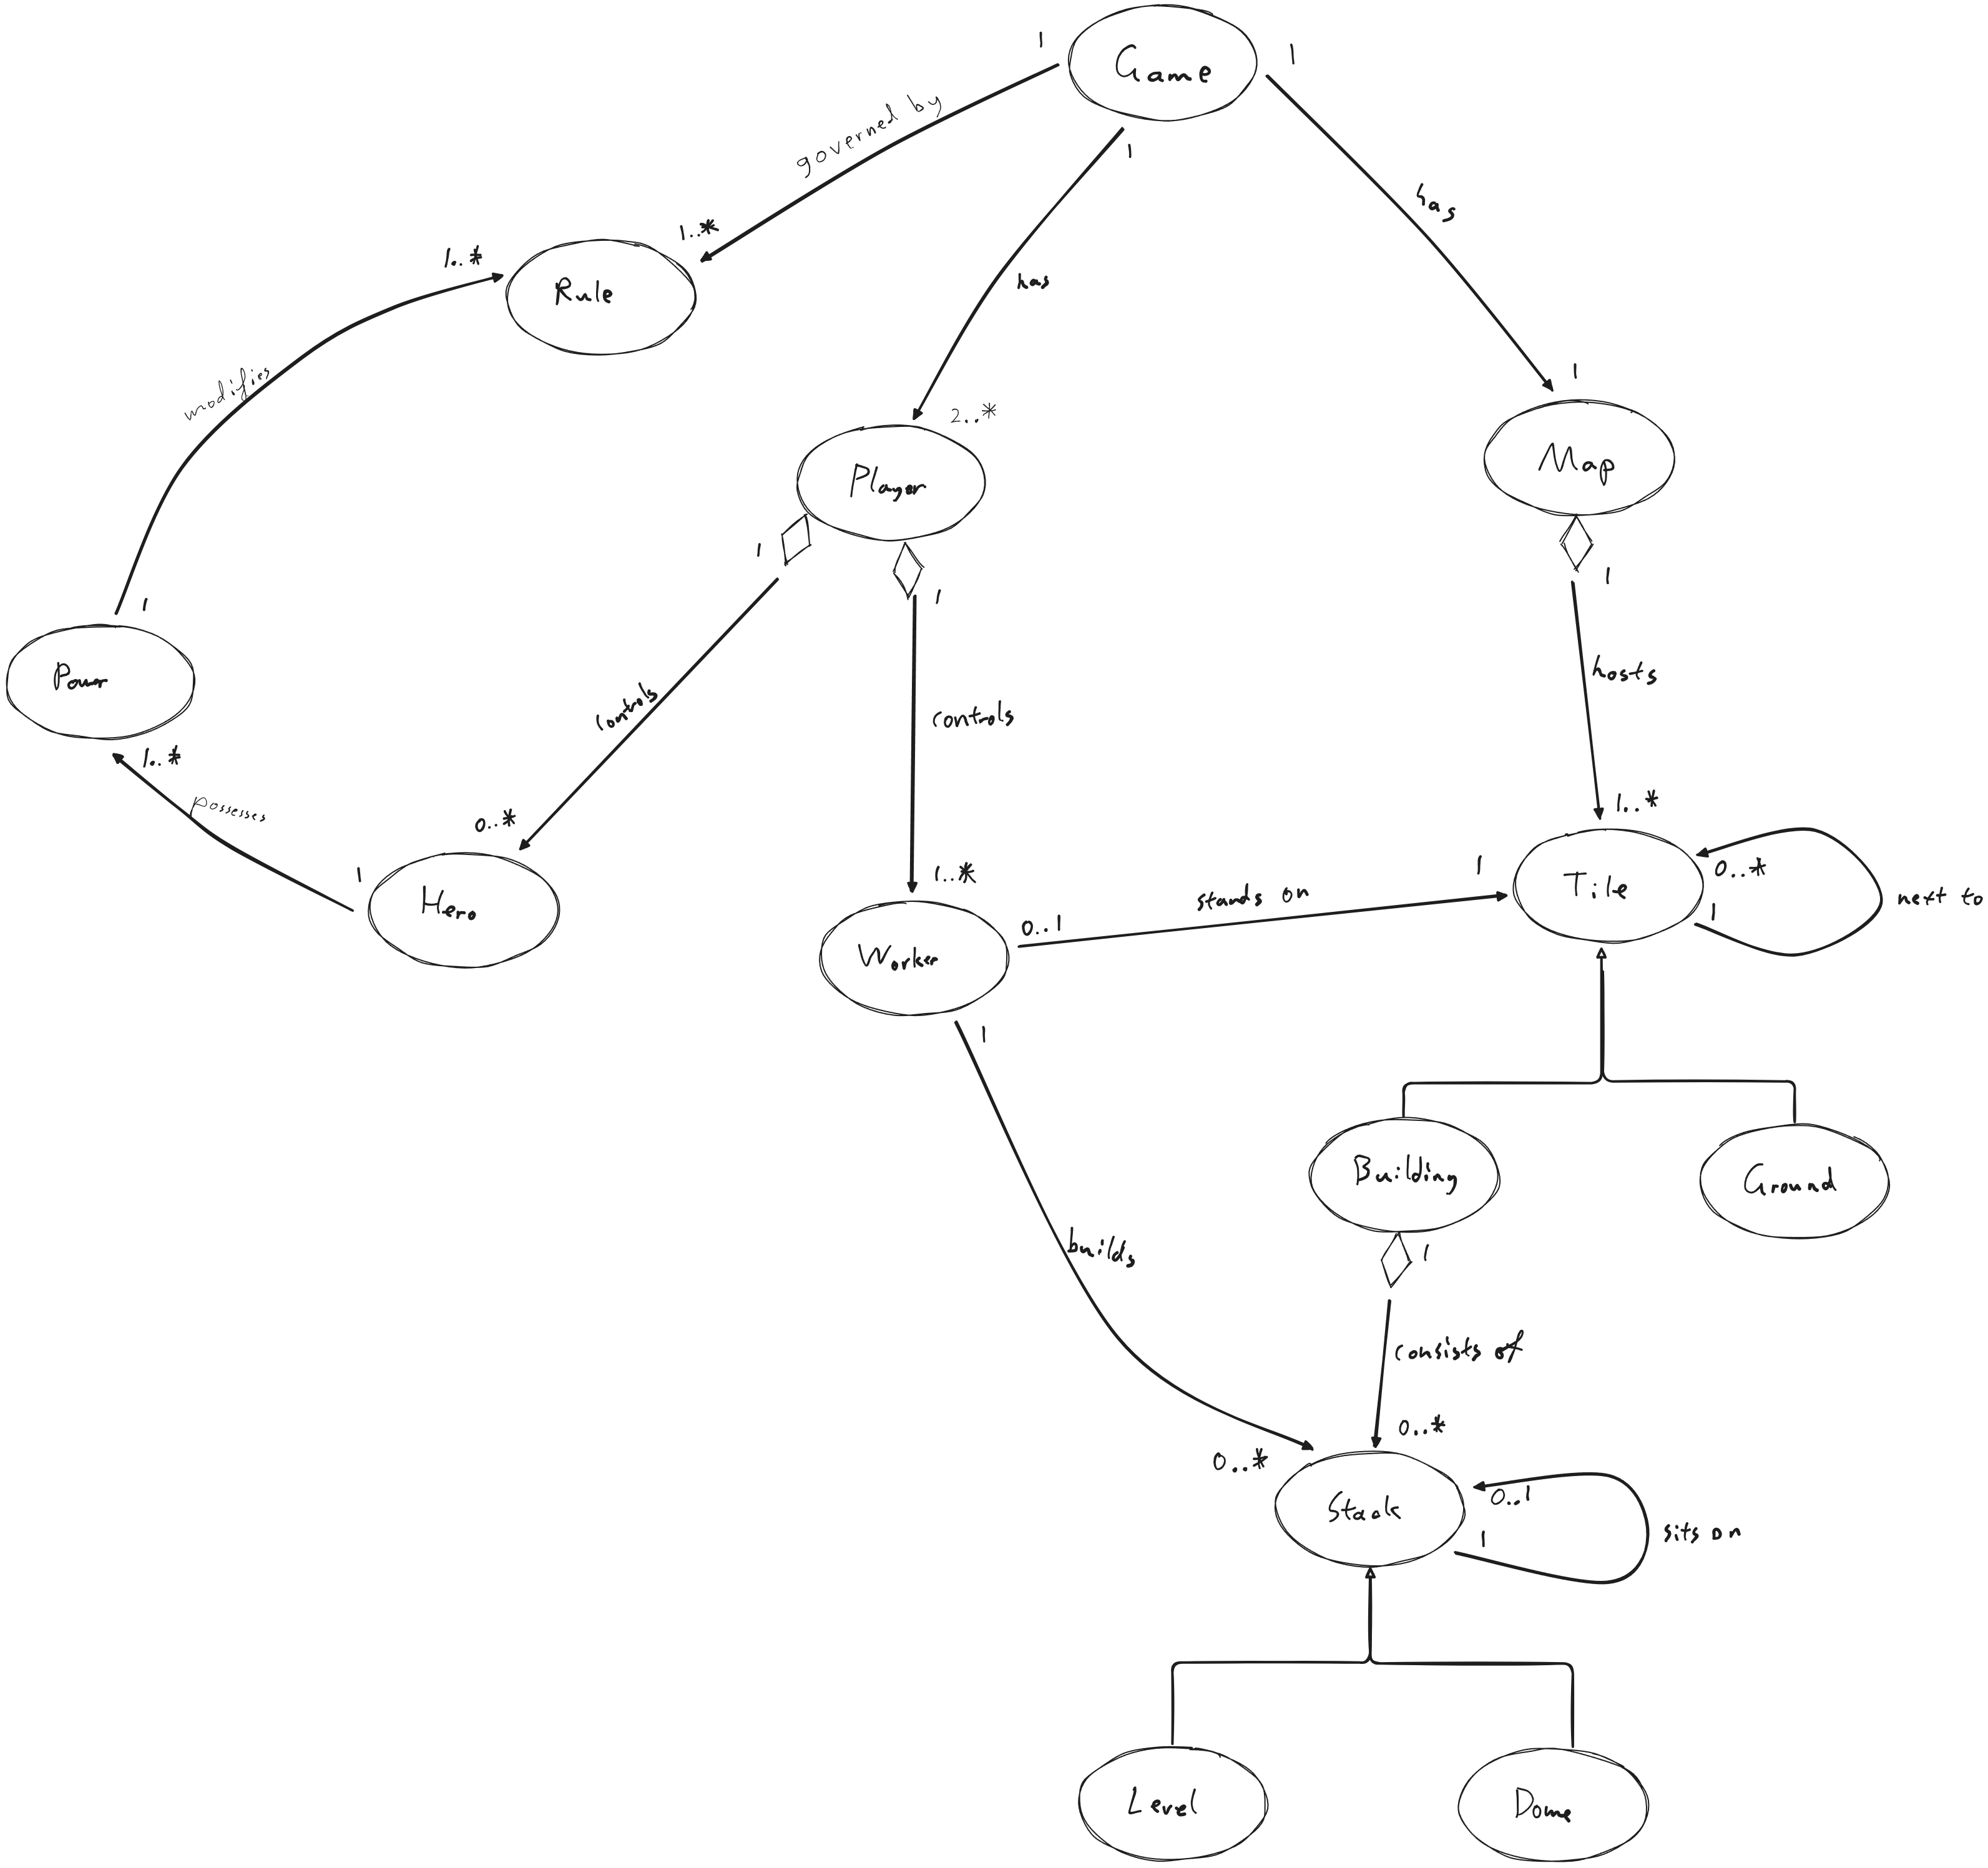 Game
1
1
1
governed by
has
has
1..*
1..*
Rule
1
2..*
modifies
Player
Map
1
1
1
1
1
Power
controls
controls
hosts
1..*
Possesses
0..*
1..*
1..*
1
Hero
Worker
0..1
stands on
1
Tile
0..*
1
next to
1
Building
Ground
1
builds
consists of
0..*
0..*
Stack
0..1
1
sits on
Level
Dome